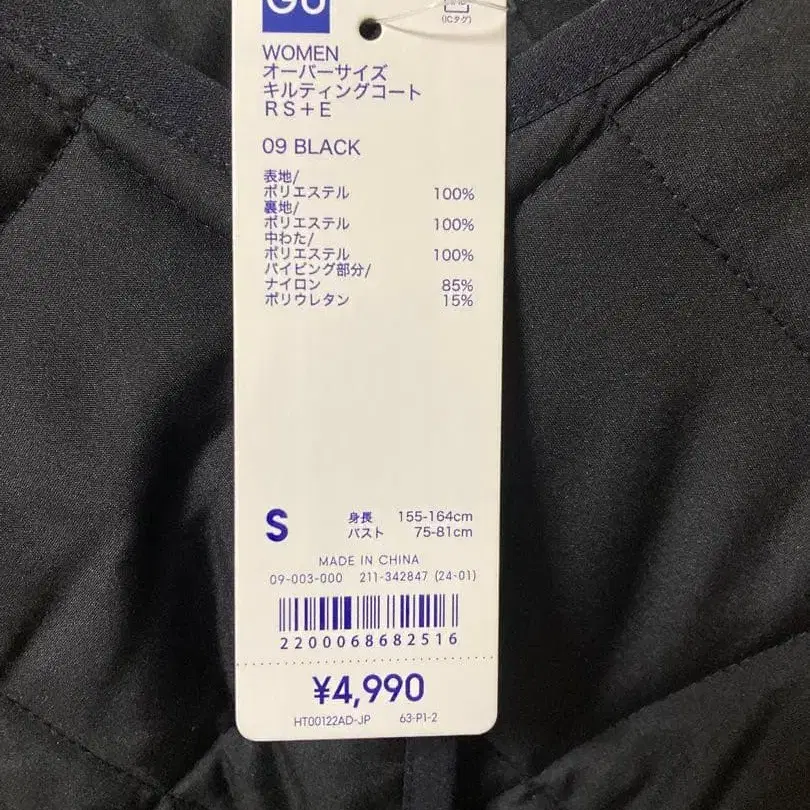 GU
(ICタグ)
WOMEN
オーバーサイズ
キルティングコート
RS+E
09 BLACK
表地/
ポリエステル 100%
裏地/
ポリエステル 100%
中わた/
ポリエステル 100%
パイピング部分/
ナイロン 85%
ポリウレタン 15%
S 身長 155-164cm
バスト 75-81cm
MADE IN CHINA
09-003-000 211-342847 (24-01)
2200068682516
¥4,990
HT00122AD-JP 63-P1-2